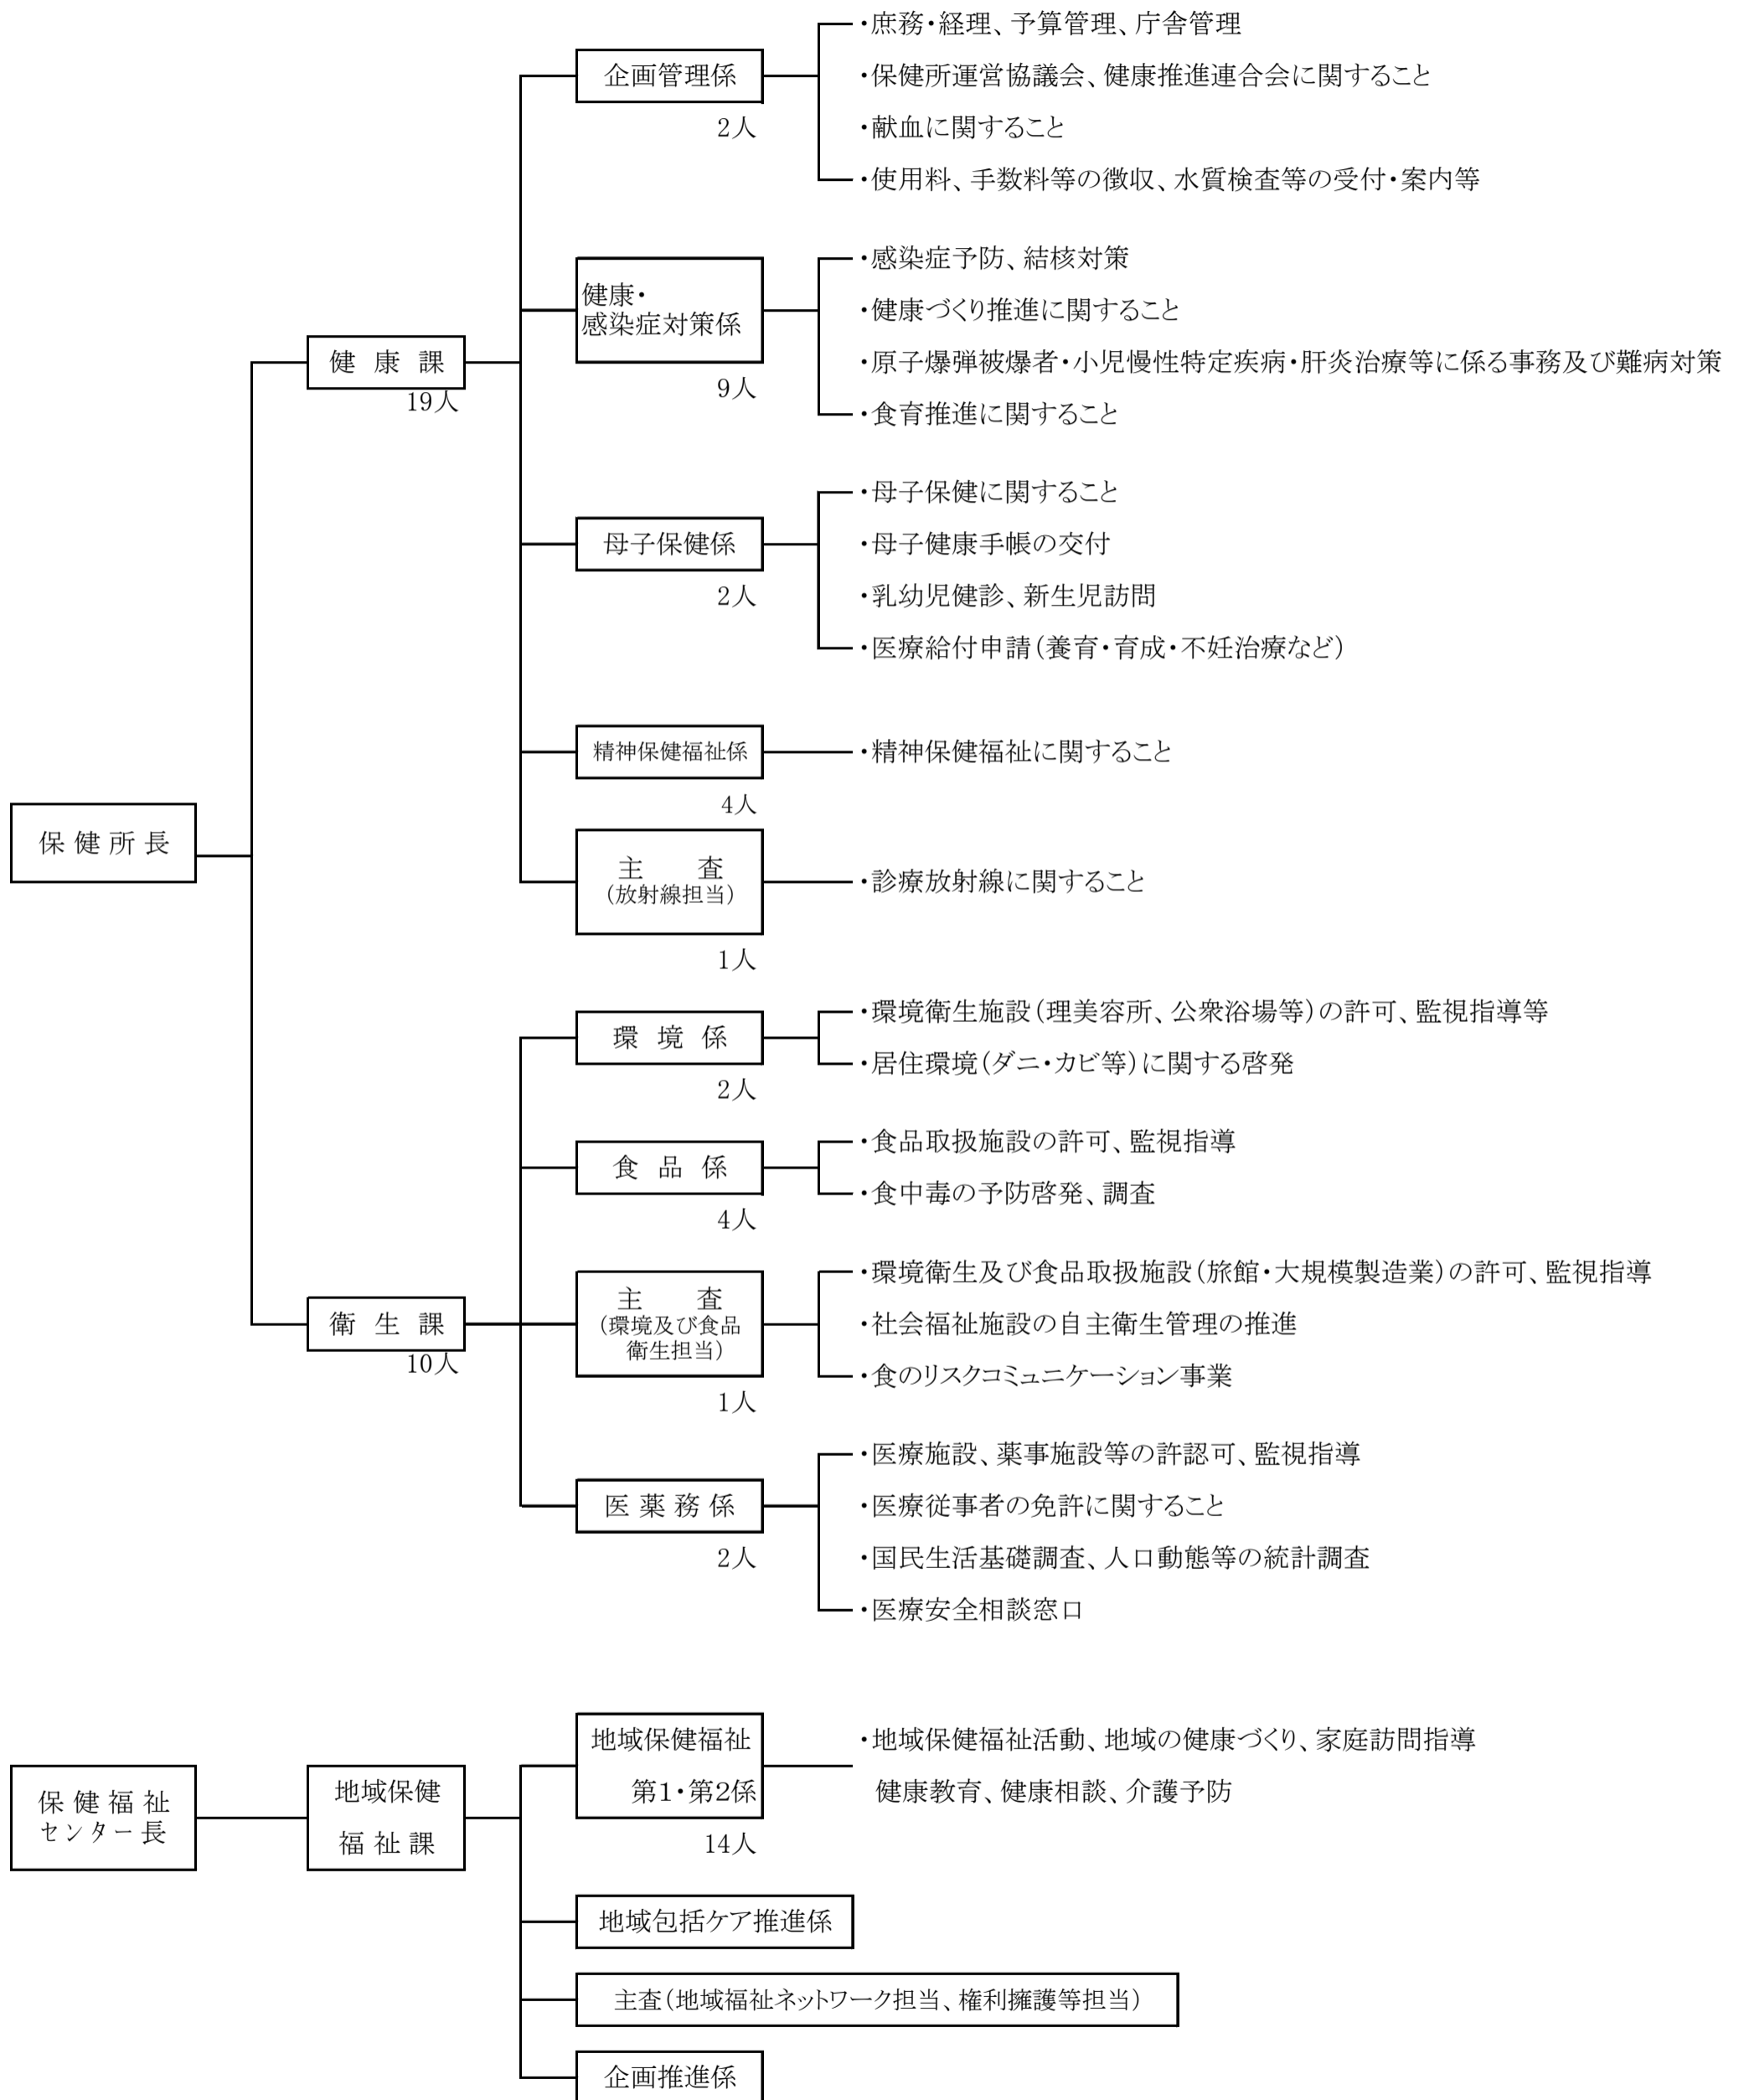 ・庶務・経理、予算管理、庁舎管理
企画管理係
・保健所運営協議会、健康推進連合会に関すること
2人
・献血に関すること
・使用料、手数料等の徴収、水質検査等の受付・案内等
・感染症予防、結核対策
健康・
感染症対策係
・健康づくり推進に関すること
健 康 課
19人
・原子爆弾被爆者・小児慢性特定疾病・肝炎治療等に係る事務及び難病対策
9人
・食育推進に関すること
・母子保健に関すること
母子保健係
・母子健康手帳の交付
2人
・乳幼児健診、新生児訪問
・医療給付申請(養育・育成・不妊治療など)
精神保健福祉係
・精神保健福祉に関すること
4人
保 健 所 長
主 査
(放射線担当)
・診療放射線に関すること
1人
・環境衛生施設(理美容所、公衆浴場等)の許可、監視指導等
環 境 係
・居住環境(ダニ・カビ等)に関する啓発
2人
・食品取扱施設の許可、監視指導
食 品 係
・食中毒の予防啓発、調査
4人
・環境衛生及び食品取扱施設(旅館・大規模製造業)の許可、監視指導
衛 生 課
10人
主 査
(環境及び食品
衛生担当)
・社会福祉施設の自主衛生管理の推進
・食のリスクコミュニケーション事業
1人
・医療施設、薬事施設等の許認可、監視指導
医 薬 務 係
・医療従事者の免許に関すること
2人
・国民生活基礎調査、人口動態等の統計調査
・医療安全相談窓口
保 健 福 祉
センター長
地域保健
福 祉 課
地域保健福祉
第1・第2係
・地域保健福祉活動、地域の健康づくり、家庭訪問指導
健康教育、健康相談、介護予防
14人
地域包括ケア推進係
主査(地域福祉ネットワーク担当、権利擁護等担当)
企画推進係